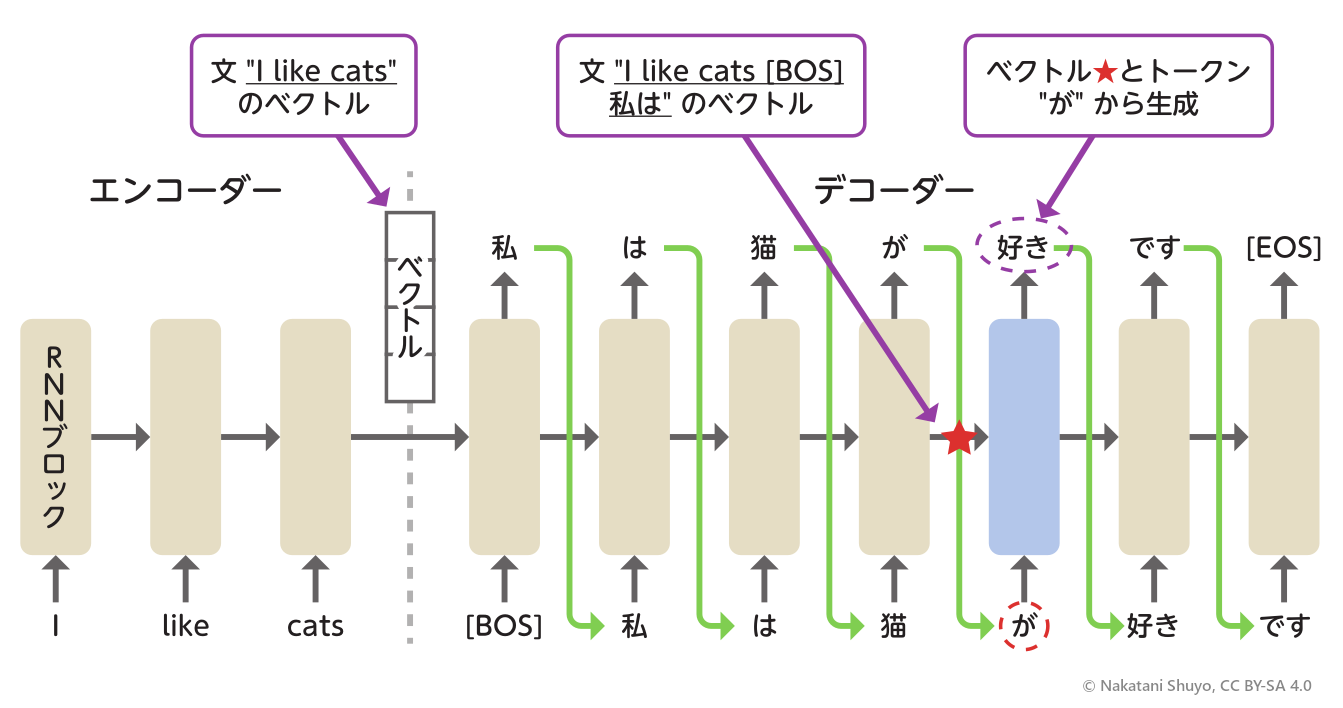 文 "I like cats"
のベクトル
文 "I like cats [BOS]
私は" のベクトル
ベクトル★とトークン
"が" から生成
エンコーダー
デコーダー
ベクトル
私
は
猫
が
好き
です
[EOS]
RNNブロック
I
like
cats
[BOS]
私
は
猫
が
好き
です
© Nakatani Shuyo, CC BY-SA 4.0